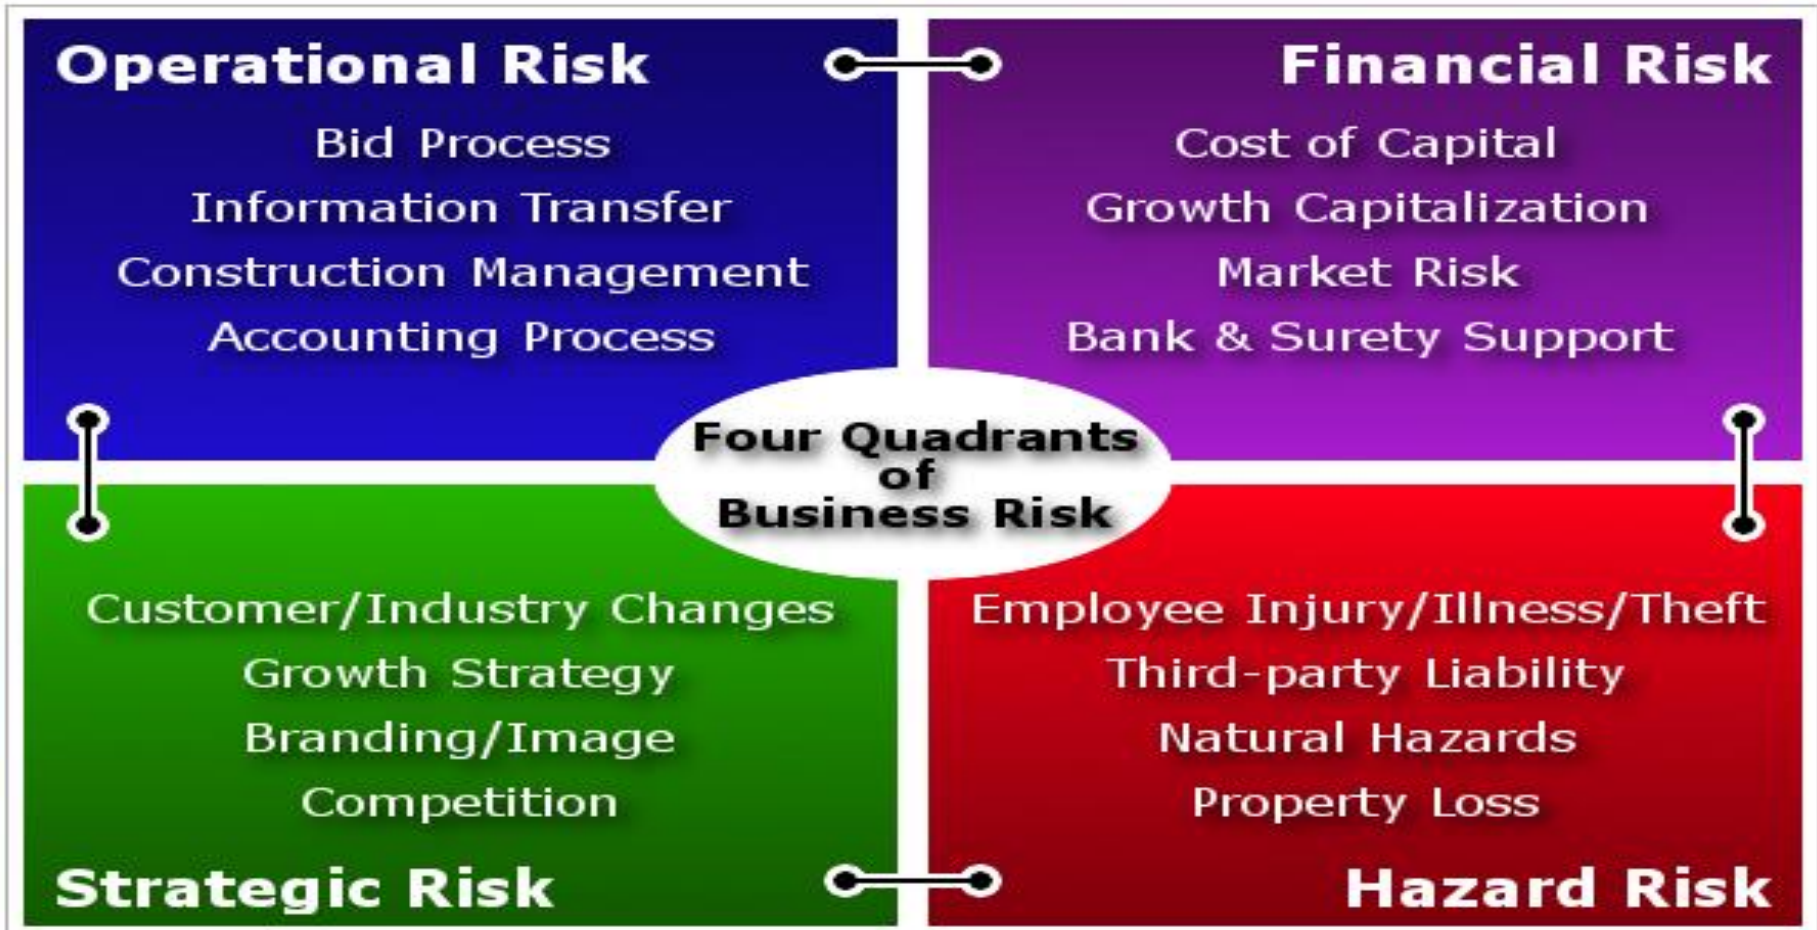 Operational Risk
Bid Process
Information Transfer
Construction Management
Accounting Process
Financial Risk
Cost of Capital
Growth Capitalization
Market Risk
Bank & Surety Support
Four Quadrants
of
Business Risk
Customer/Industry Changes
Growth Strategy
Branding/Image
Competition
Strategic Risk
Employee Injury/Illness/Theft
Third-party Liability
Natural Hazards
Property Loss
Hazard Risk